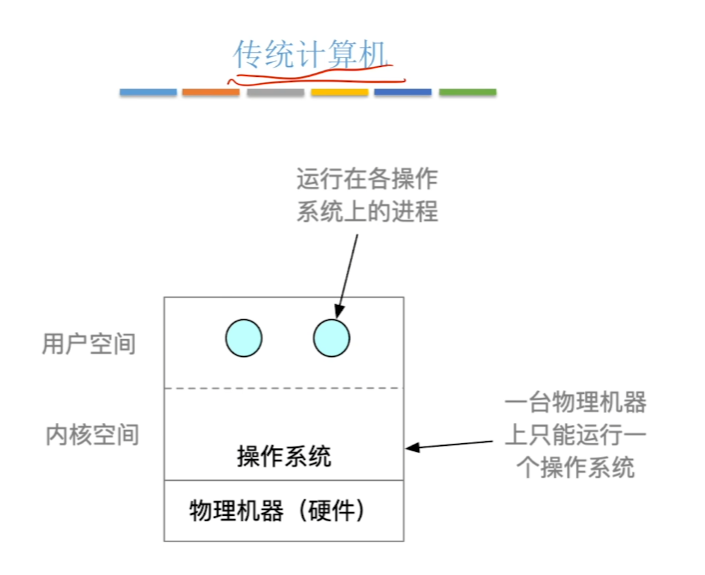 传统计算机
运行在各操作
系统上的进程
用户空间
内核空间
一台物理机器
上只能运行一
个操作系统
操作系统
物理机器（硬件）